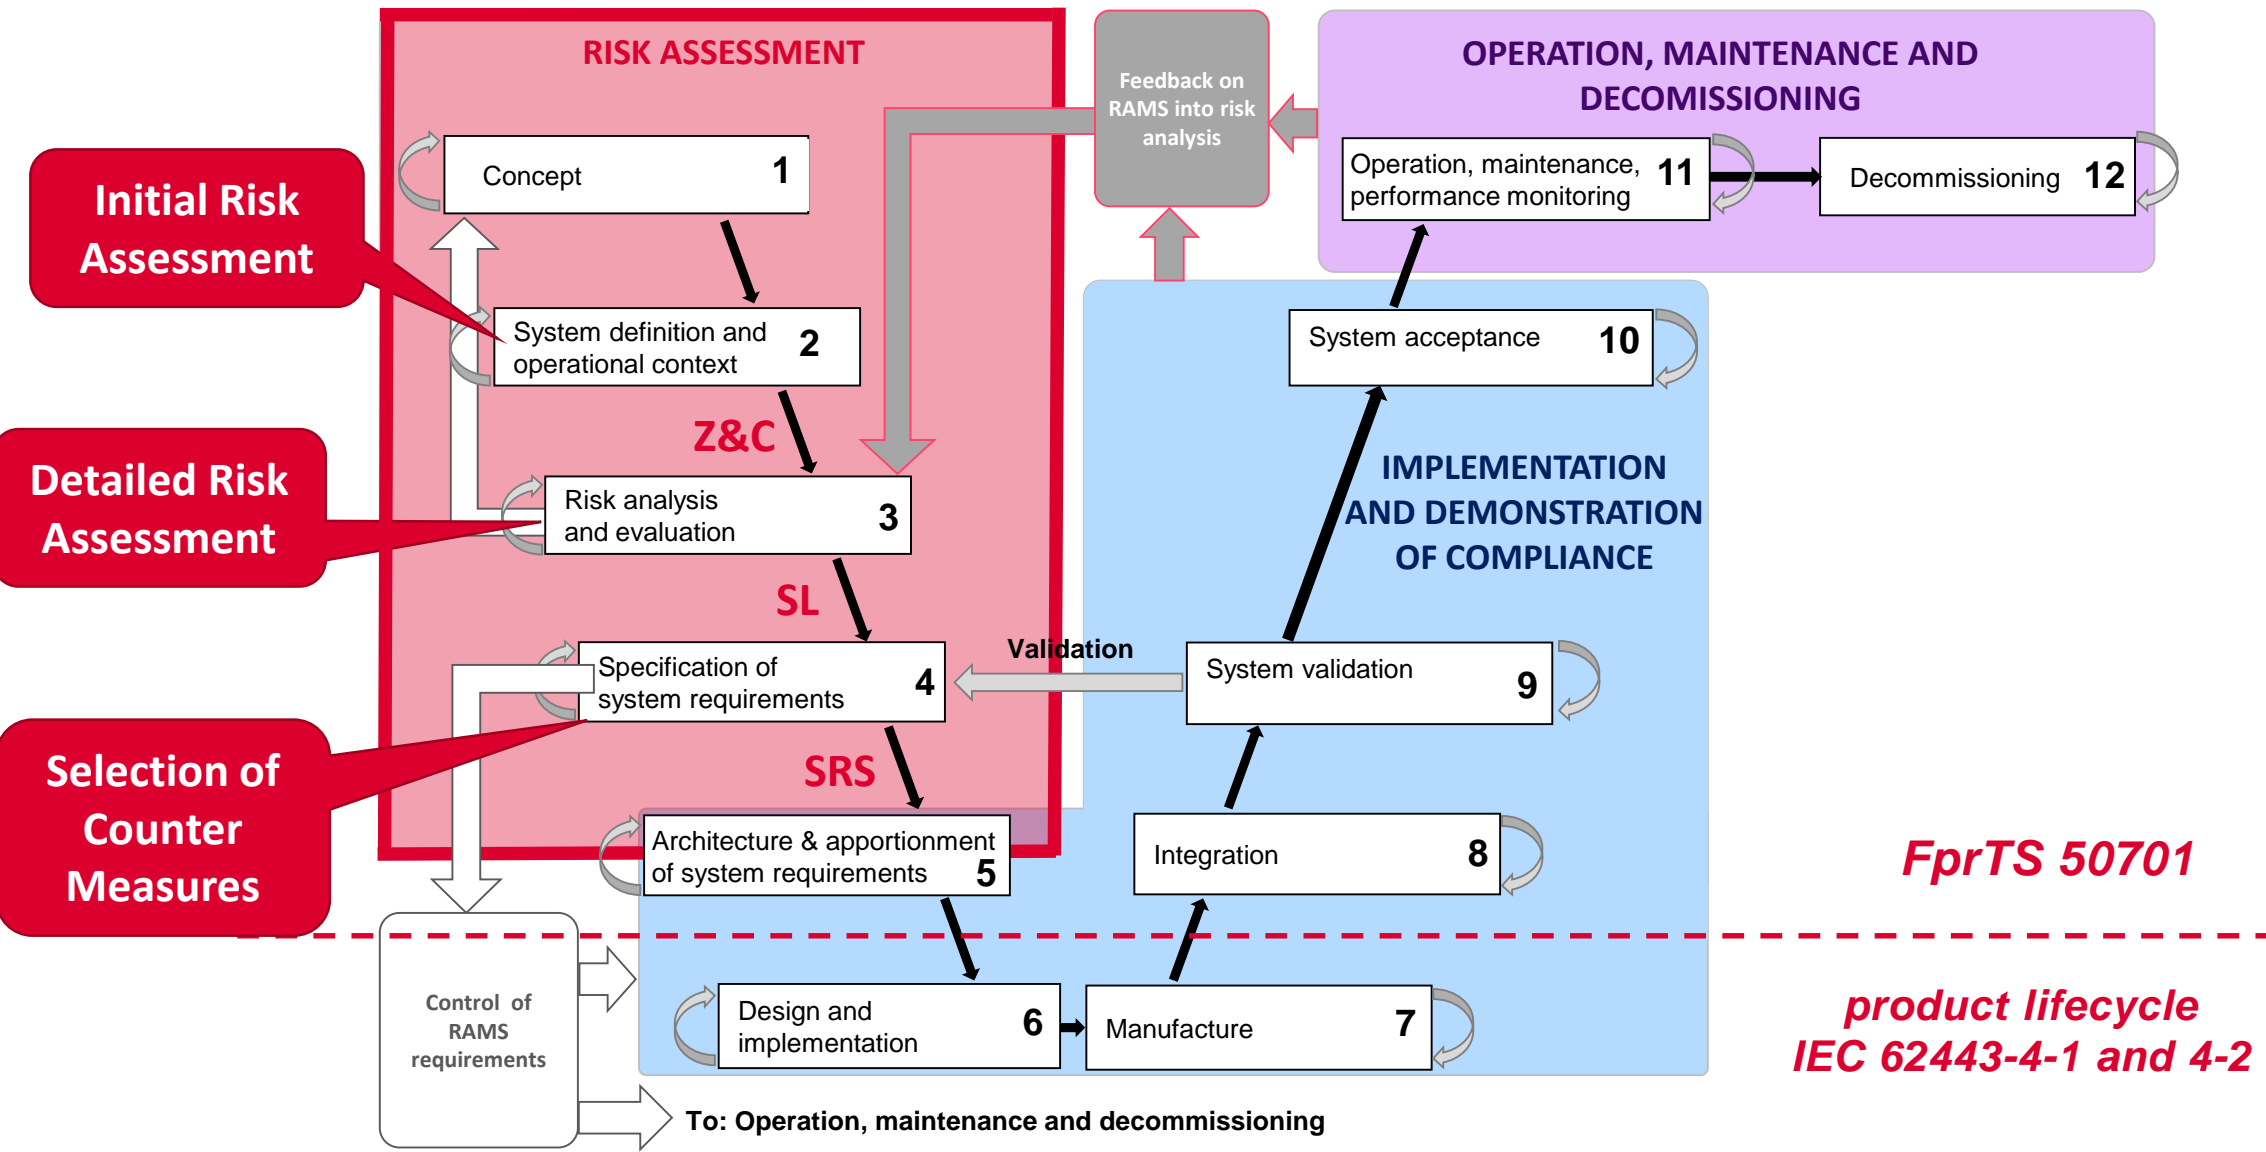 RISK ASSESSMENT
Feedback on
RAMS into risk
analysis
OPERATION, MAINTENANCE AND
DECOMISSIONING
Initial Risk
Assessment
Concept 1
Operation, maintenance,
performance monitoring 11
Decommissioning 12
System definition and
operational context 2
System acceptance 10
Z&C
Detailed Risk
Assessment
Risk analysis
and evaluation 3
IMPLEMENTATION
AND DEMONSTRATION
OF COMPLIANCE
SL
Specification of
system requirements 4
Validation
System validation 9
Selection of
Counter
Measures
SRS
Architecture & apportionment
of system requirements 5
Integration 8
FprTS 50701
Control of
RAMS
requirements
Design and
implementation 6
Manufacture 7
product lifecycle
IEC 62443-4-1 and 4-2
To: Operation, maintenance and decommissioning